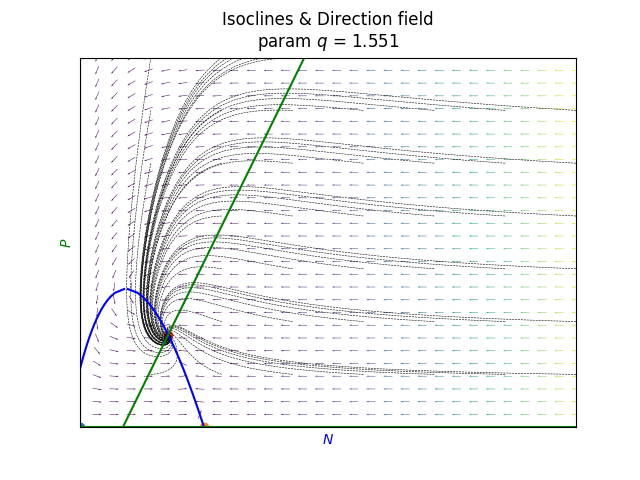 Isoclines & Direction field
param q = 1.551
P
N